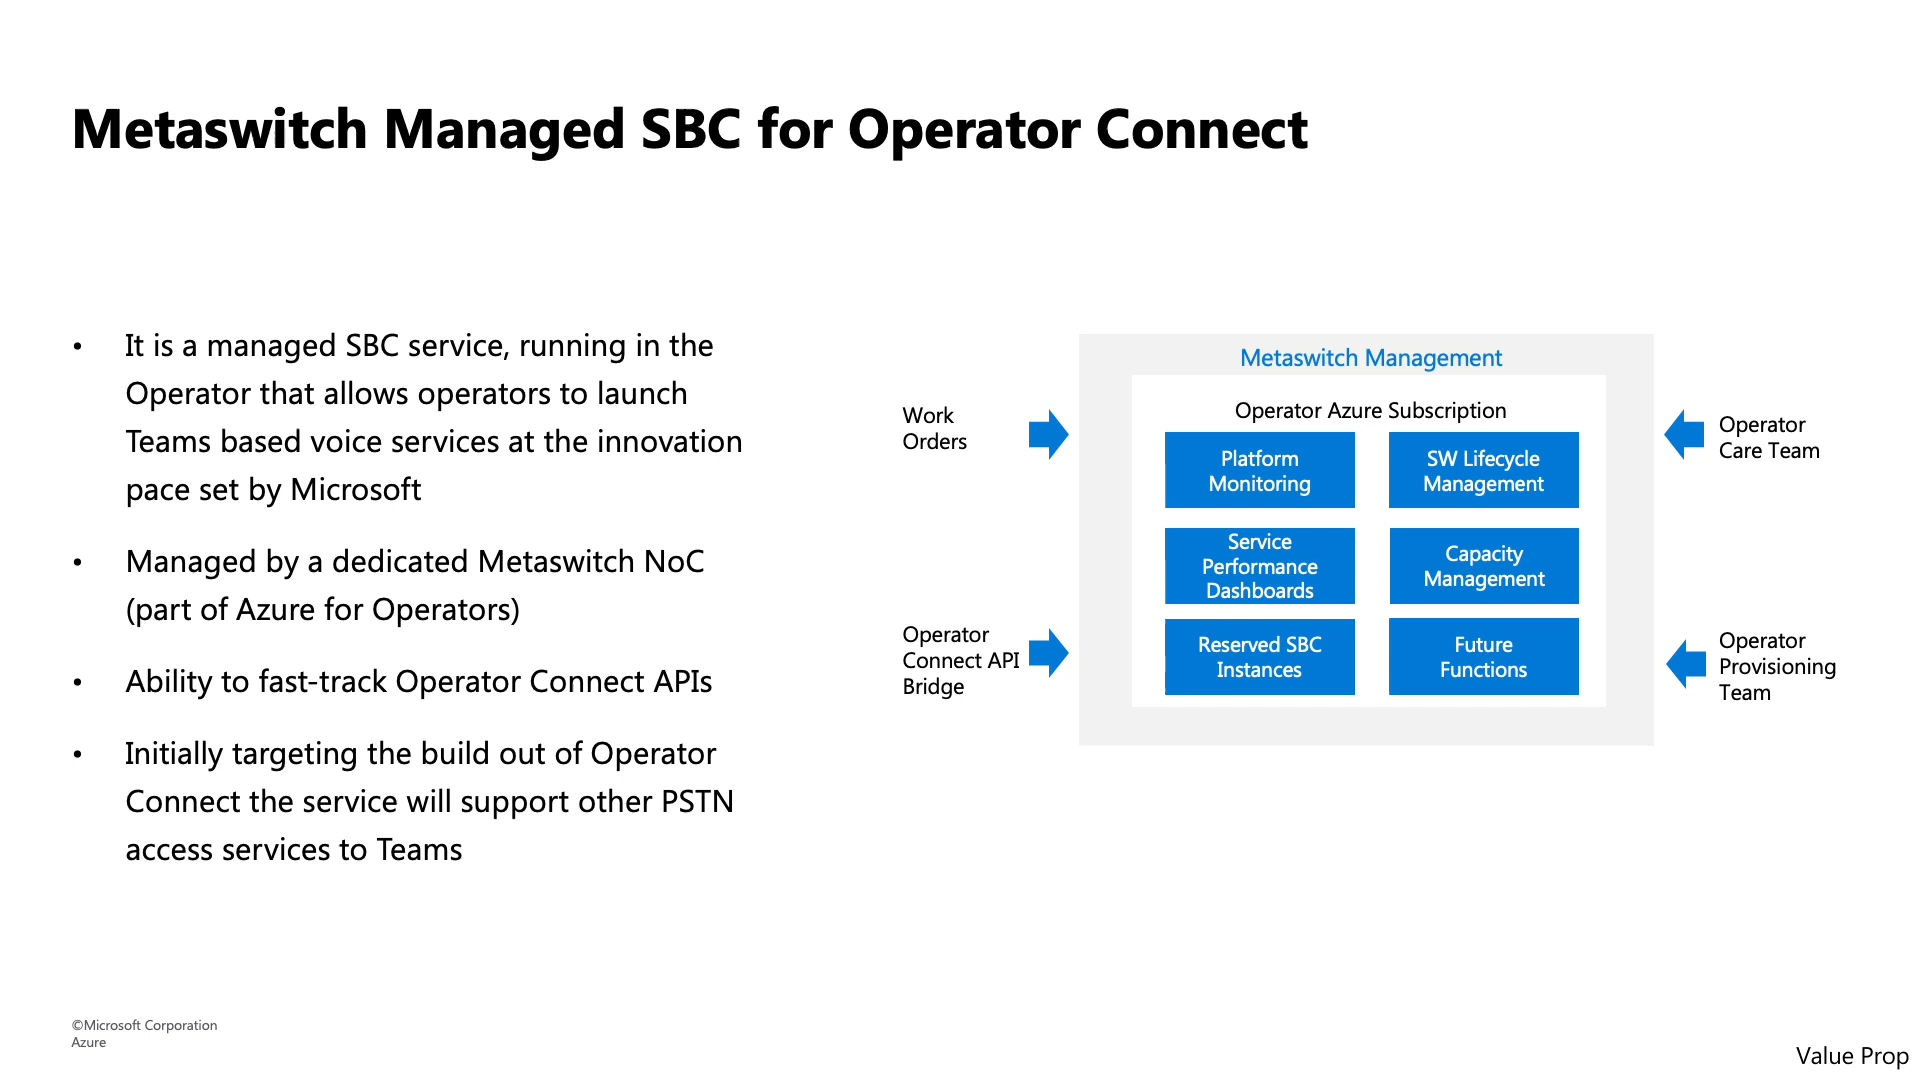 Metaswitch Managed SBC for Operator Connect
• It is a managed SBC service, running in the
Operator that allows operators to launch
Teams based voice services at the innovation
pace set by Microsoft
• Managed by a dedicated Metaswitch NoC
(part of Azure for Operators)
• Ability to fast-track Operator Connect APIs
• Initially targeting the build out of Operator
Connect the service will support other PSTN
access services to Teams
Work
Orders
Operator
Connect API
Bridge
Metaswitch Management
Operator Azure Subscription
Platform
Monitoring
SW Lifecycle
Management
Service
Performance
Dashboards
Capacity
Management
Reserved SBC
Instances
Future
Functions
Operator
Care Team
Operator
Provisioning
Team
©Microsoft Corporation
Azure
Value Prop